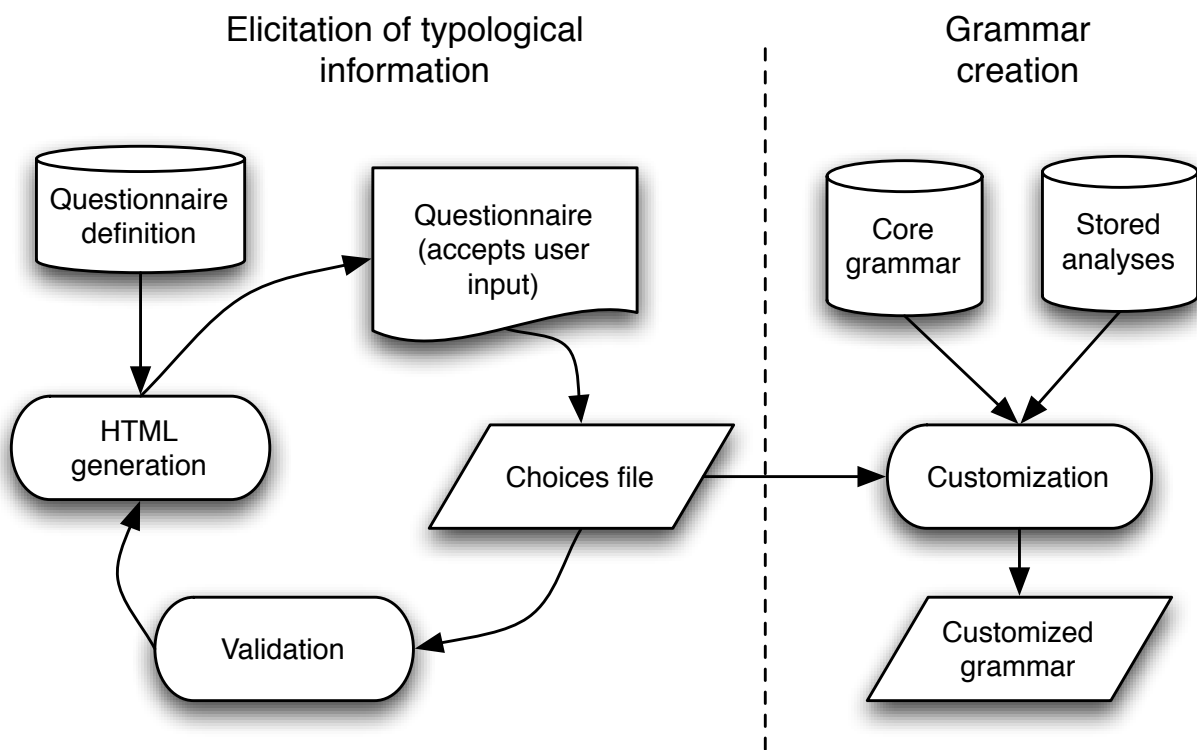 Elicitation of typological
information
Grammar
creation
Questionnaire
definition
Questionnaire
(accepts user
input)
Core
grammar
Stored
analyses
HTML
generation
Choices file
Customization
Validation
Customized
grammar